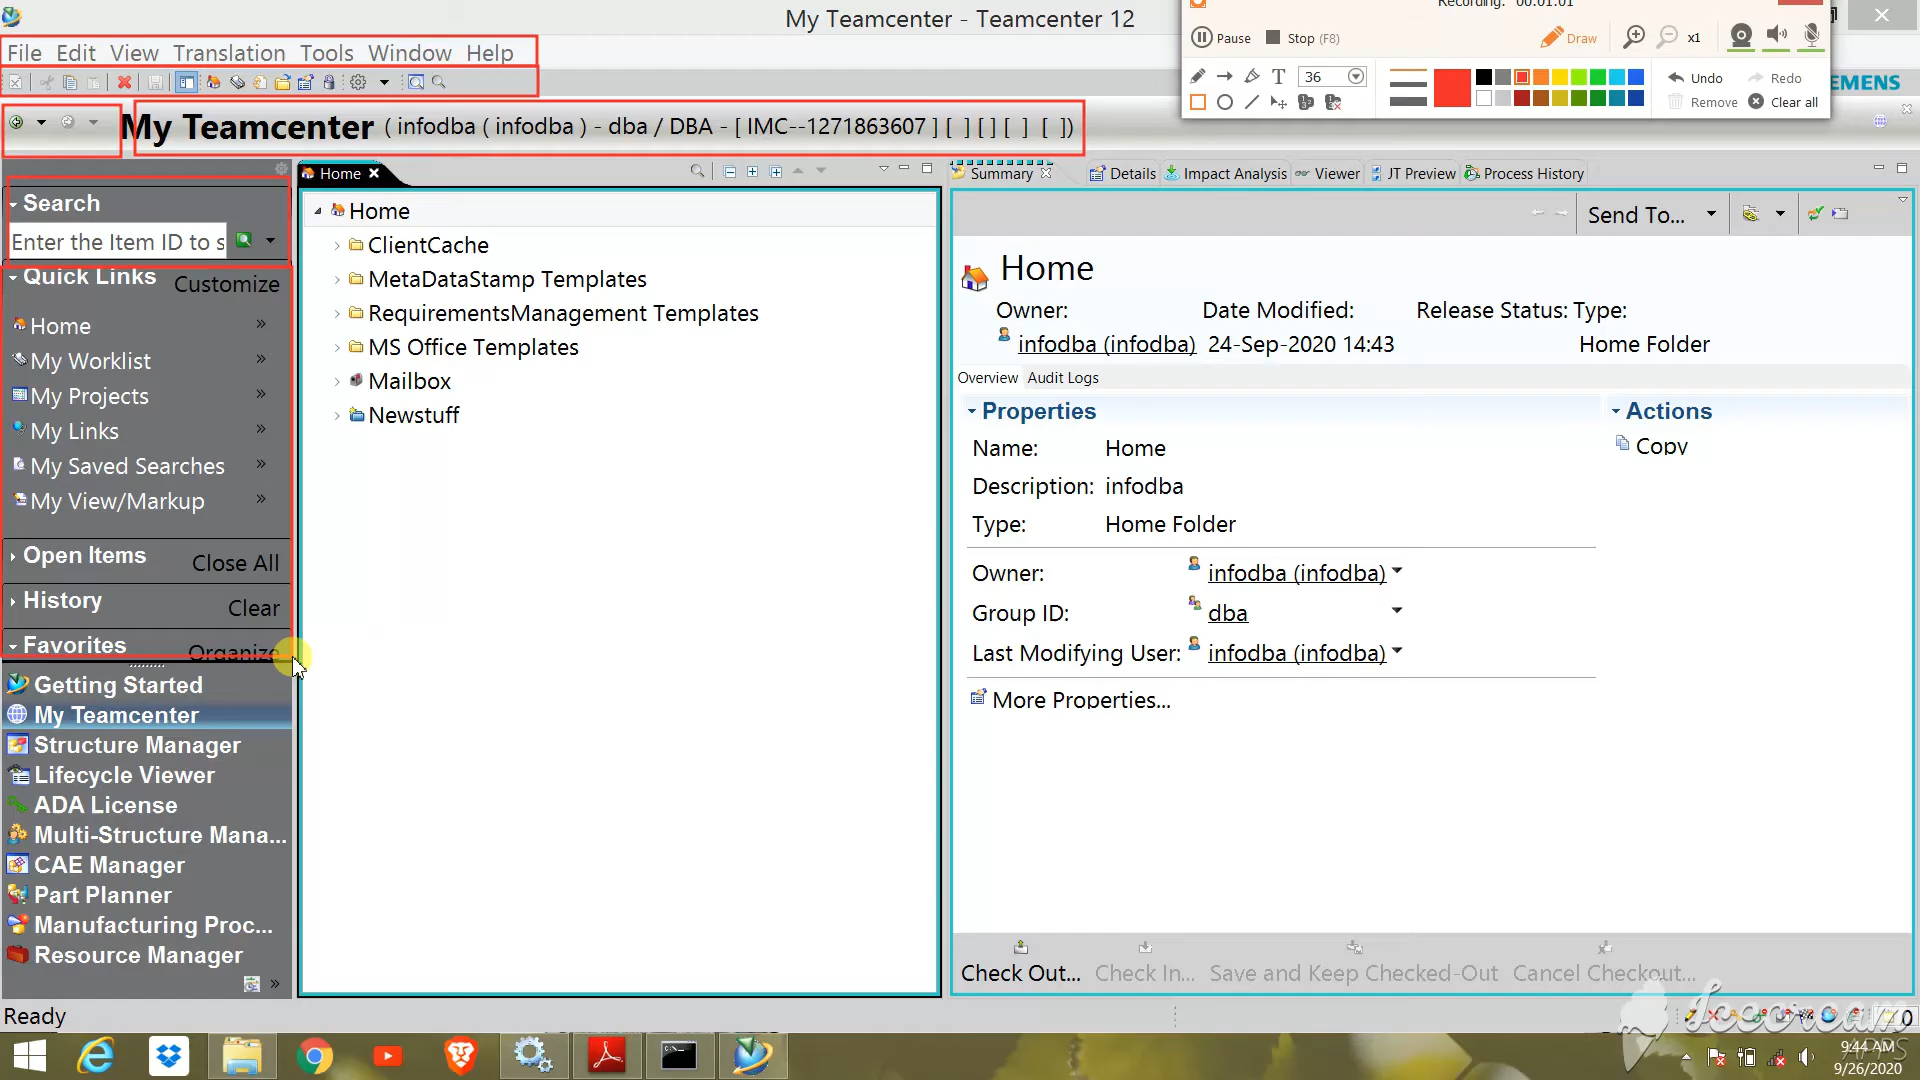 My Teamcenter - Teamcenter 12
Recording: 00:01:01
File Edit View Translation Tools Window Help
Pause Stop (F8) Draw x1
36 Undo Redo
Remove Clear all
My Teamcenter ( infodba ( infodba ) - dba / DBA - [ IMC--1271863607 ] [ ] [ ] [ ] [ ])
Search
Enter the Item ID to s
Quick Links Customize
Home »
My Worklist »
My Projects »
My Links »
My Saved Searches »
My View/Markup »
Open Items Close All
History Clear
Favorites Organize
Getting Started
My Teamcenter
Structure Manager
Lifecycle Viewer
ADA License
Multi-Structure Mana...
CAE Manager
Part Planner
Manufacturing Proc...
Resource Manager
»
Home
Home
ClientCache
MetaDataStamp Templates
RequirementsManagement Templates
MS Office Templates
Mailbox
Newstuff
Summary Details Impact Analysis Viewer JT Preview Process History
Send To...
Home
Owner: Date Modified: Release Status: Type:
infodba (infodba) 24-Sep-2020 14:43 Home Folder
Overview Audit Logs
Properties Actions
Name: Home Copy
Description: infodba
Type: Home Folder
Owner: infodba (infodba)
Group ID: dba
Last Modifying User: infodba (infodba)
More Properties...
Check Out... Check In... Save and Keep Checked-Out Cancel Checkout...
Ready
0
Icecream
APPS
9:44 AM
9/26/2020